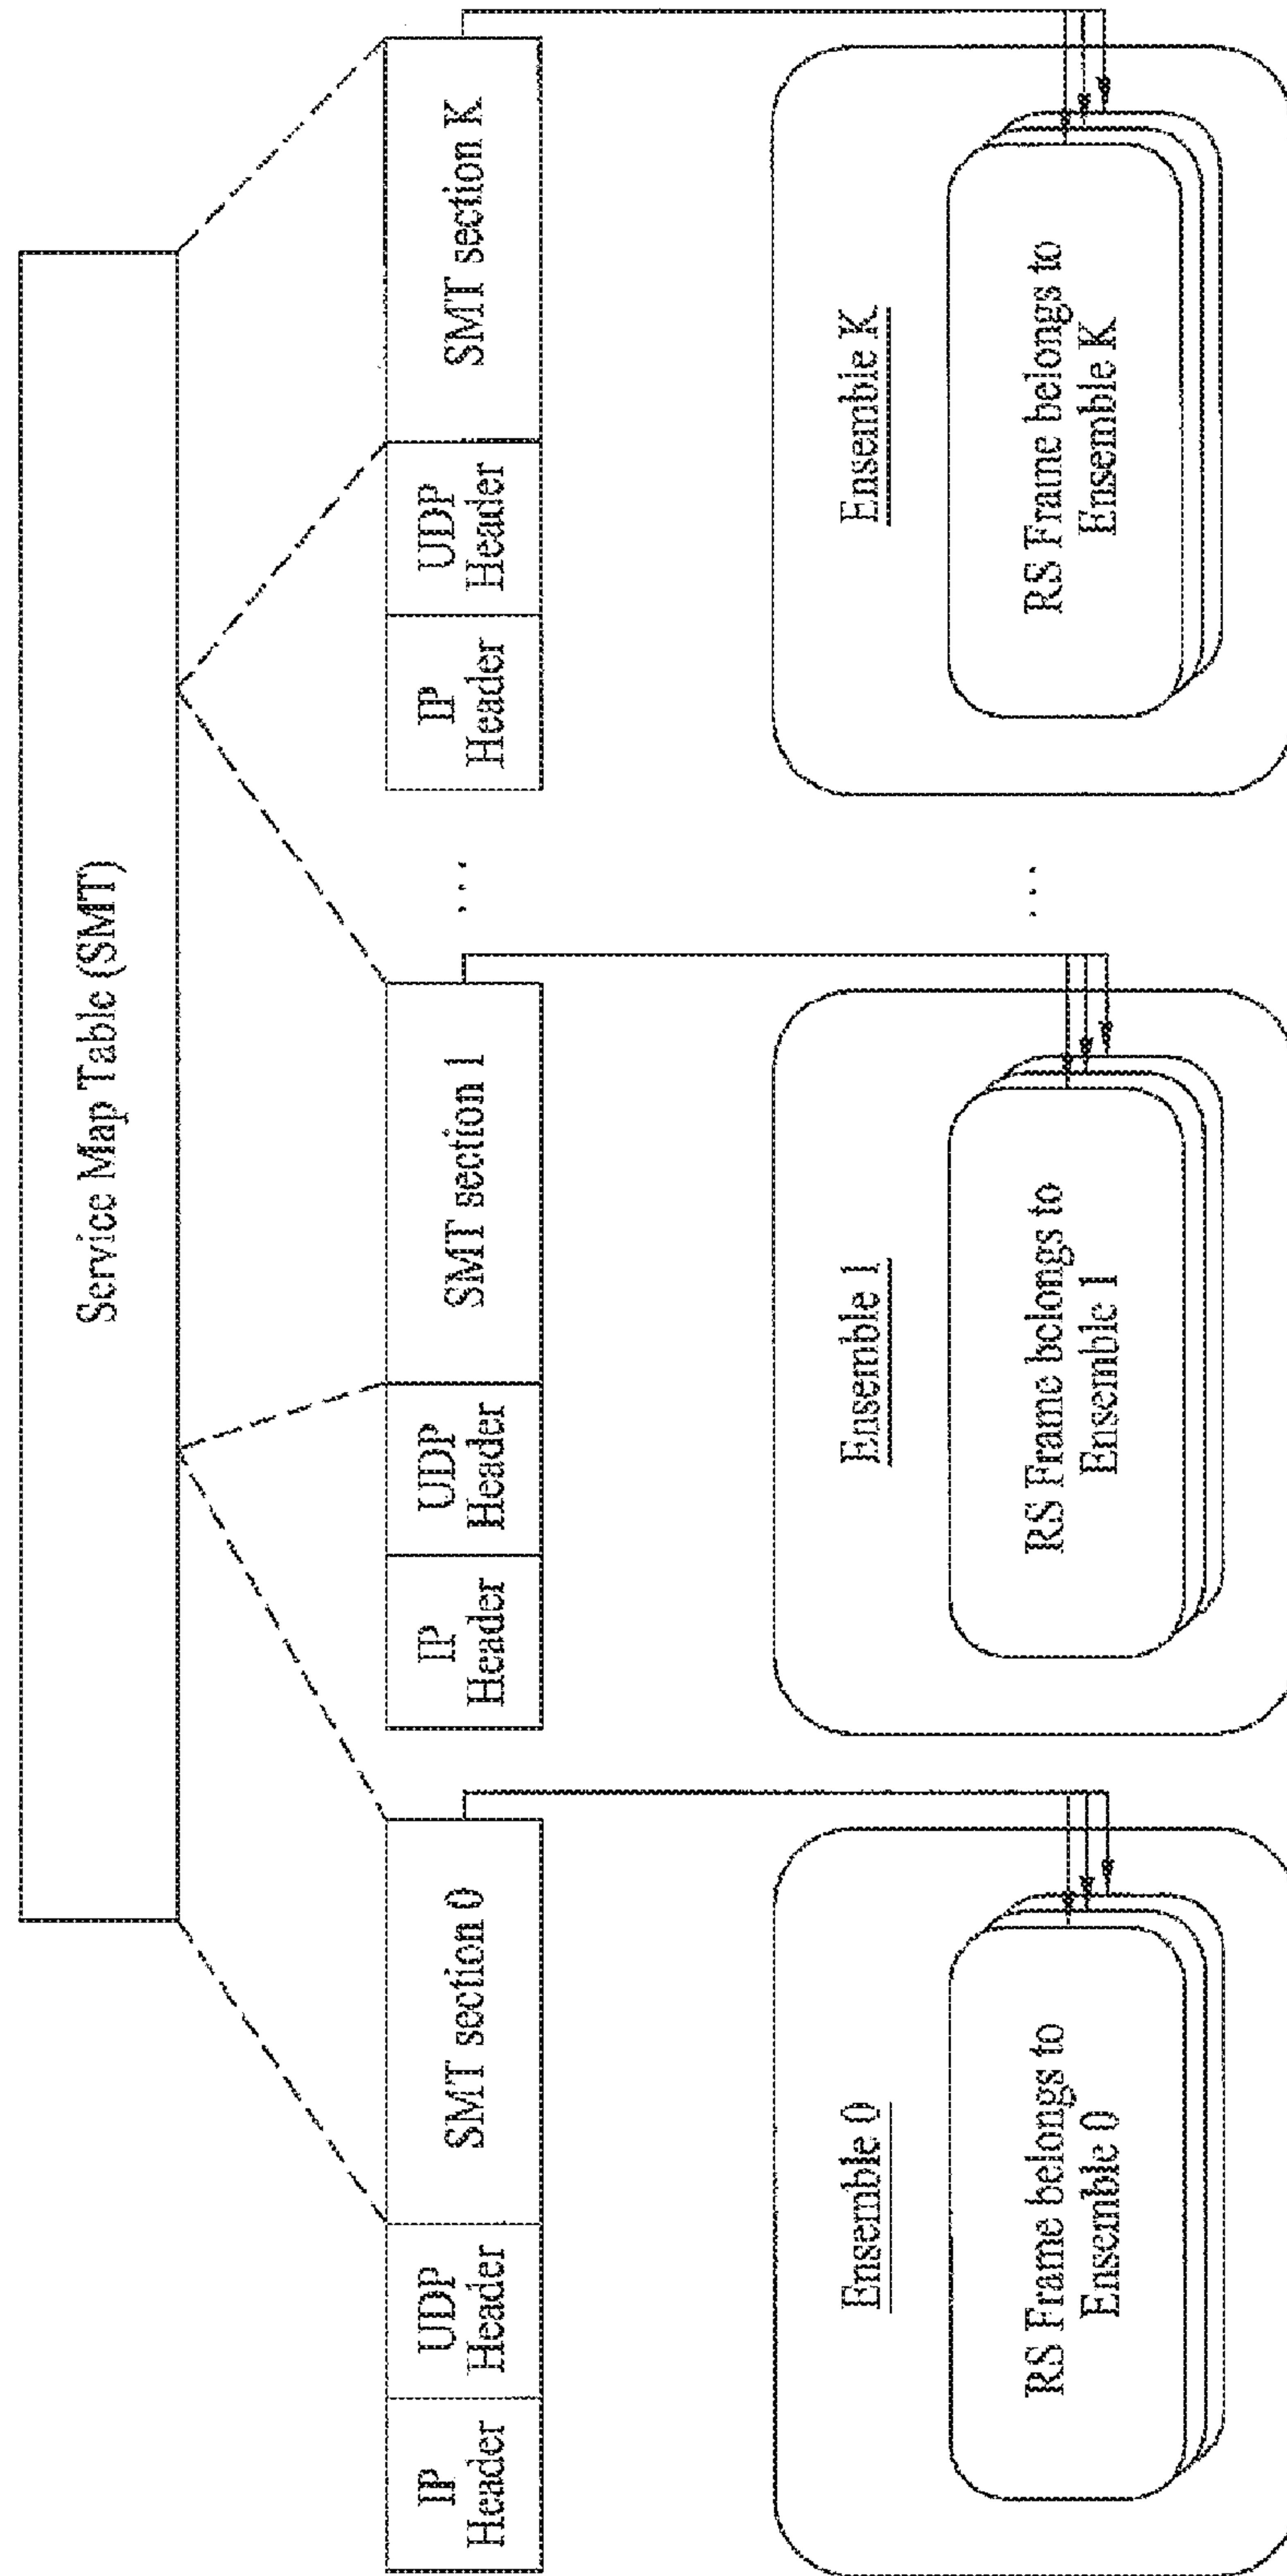 Service Map Table (SMT)
IP
Header
UDP
Header
SMT section 0
IP
Header
UDP
Header
SMT section 1
...
IP
Header
UDP
Header
SMT section K
Ensemble 0
RS Frame belongs to
Ensemble 0
Ensemble 1
RS Frame belongs to
Ensemble 1
...
Ensemble K
RS Frame belongs to
Ensemble K